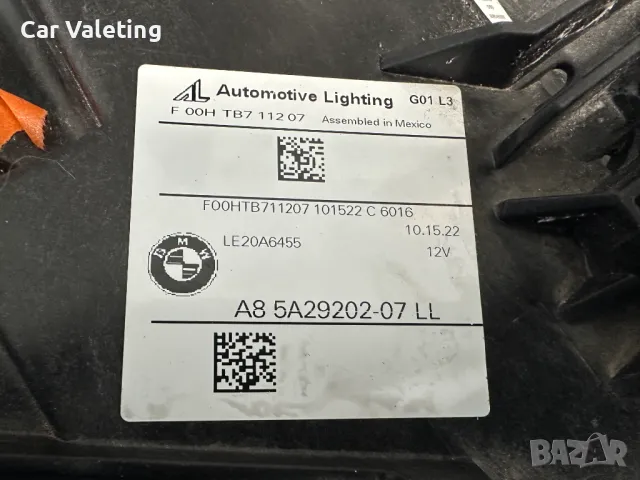 Car Valeting
AL Automotive Lighting G01 L3
F 00H TB7 112 07 Assembled in Mexico
F00HTB711207 101522 C 6016
10.15.22
LE20A6455
12V
BMW
A8 5A29202-07 LL
BAZAR